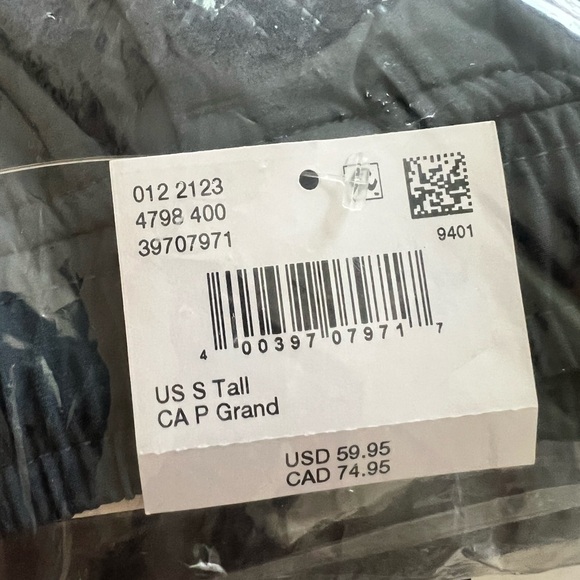 012 2123
4798 400
39707971
9401
4 00397 07971 7
US S Tall
CA P Grand
USD 59.95
CAD 74.95